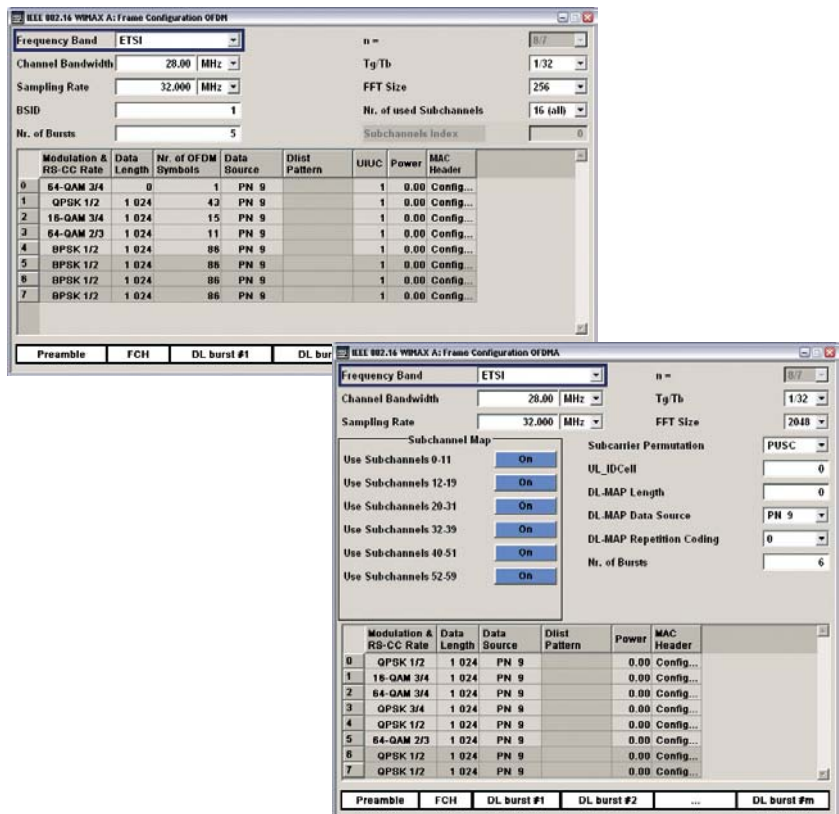 IEEE 802.16 WIMAX A: Frame Configuration OFDM
Frequency Band ETSI n = 8/7
Channel Bandwidth 28.00 MHz Tg/Tb 1/32
Sampling Rate 32.000 MHz FFT Size 256
BSID 1 Nr. of used Subchannels 16 (all)
Nr. of Bursts 5 Subchannels Index 0
Modulation & RS-CC Rate Data Length Nr. of OFDM Symbols Data Source Dlist Pattern UIUC Power MAC Header
0 64-QAM 3/4 0 1 PN 9 1 0.00 Config...
1 QPSK 1/2 1 024 43 PN 9 1 0.00 Config...
2 16-QAM 3/4 1 024 15 PN 9 1 0.00 Config...
3 64-QAM 2/3 1 024 11 PN 9 1 0.00 Config...
4 BPSK 1/2 1 024 86 PN 9 1 0.00 Config...
5 BPSK 1/2 1 024 86 PN 9 1 0.00 Config...
6 BPSK 1/2 1 024 86 PN 9 1 0.00 Config...
7 BPSK 1/2 1 024 86 PN 9 1 0.00 Config...
Preamble FCH DL burst #1 DL bur
IEEE 802.16 WIMAX A: Frame Configuration OFDMA
Frequency Band ETSI n = 8/7
Channel Bandwidth 28.00 MHz Tg/Tb 1/32
Sampling Rate 32.000 MHz FFT Size 2048
Subchannel Map
Use Subchannels 0-11 On
Use Subchannels 12-19 On
Use Subchannels 20-31 On
Use Subchannels 32-39 On
Use Subchannels 40-51 On
Use Subchannels 52-59 On
Subcarrier Permutation PUSC
UL_IDCell 0
DL-MAP Length 0
DL-MAP Data Source PN 9
DL-MAP Repetition Coding 0
Nr. of Bursts 6
Modulation & RS-CC Rate Data Length Data Source Dlist Pattern Power MAC Header
0 QPSK 1/2 1 024 PN 9 0.00 Config...
1 16-QAM 3/4 1 024 PN 9 0.00 Config...
2 64-QAM 3/4 1 024 PN 9 0.00 Config...
3 QPSK 3/4 1 024 PN 9 0.00 Config...
4 QPSK 1/2 1 024 PN 9 0.00 Config...
5 64-QAM 2/3 1 024 PN 9 0.00 Config...
6 QPSK 1/2 1 024 PN 9 0.00 Config...
7 QPSK 1/2 1 024 PN 9 0.00 Config...
Preamble FCH DL burst #1 DL burst #2 ... DL burst #m